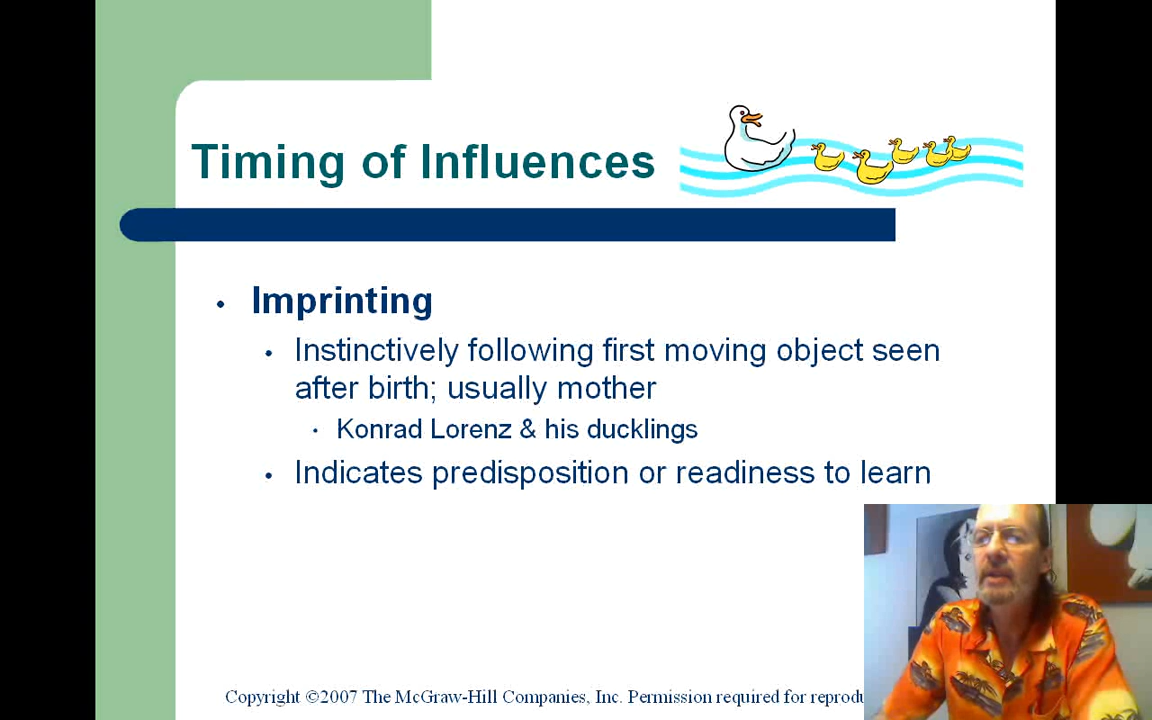 Timing of Influences
• Imprinting
• Instinctively following first moving object seen
after birth; usually mother
• Konrad Lorenz & his ducklings
• Indicates predisposition or readiness to learn
Copyright ©2007 The McGraw-Hill Companies, Inc. Permission required for